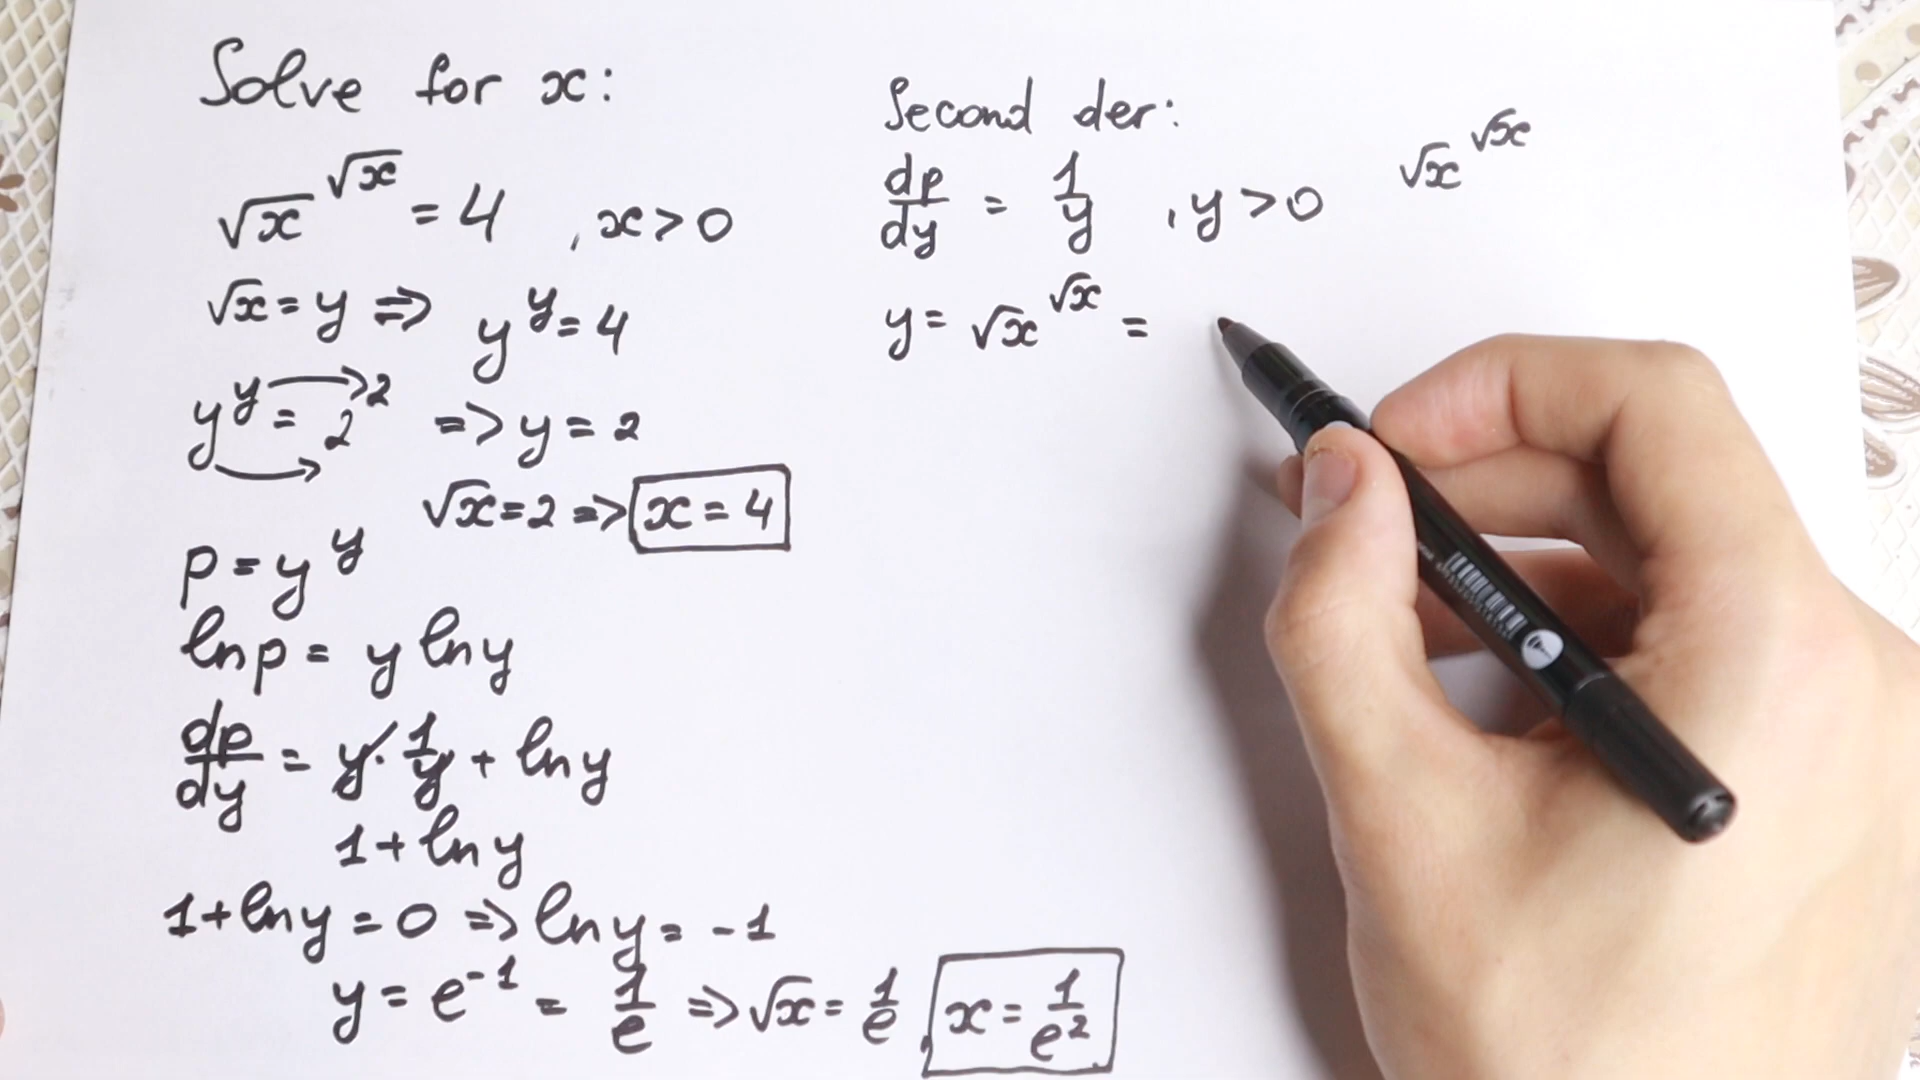 Solve for x:
√x^√x = 4 , x > 0
√x = y => y^y = 4
y^y = 2^2 => y = 2
√x = 2 => x = 4
p = y^y
ln p = y ln y
dp/dy = y · 1/y + ln y
1 + ln y
1 + ln y = 0 => ln y = -1
y = e^-1 = 1/e => √x = 1/e , x = 1/e^2
Second der:
dp/dy = 1/y , y > 0
√x^√x
y = √x^√x =